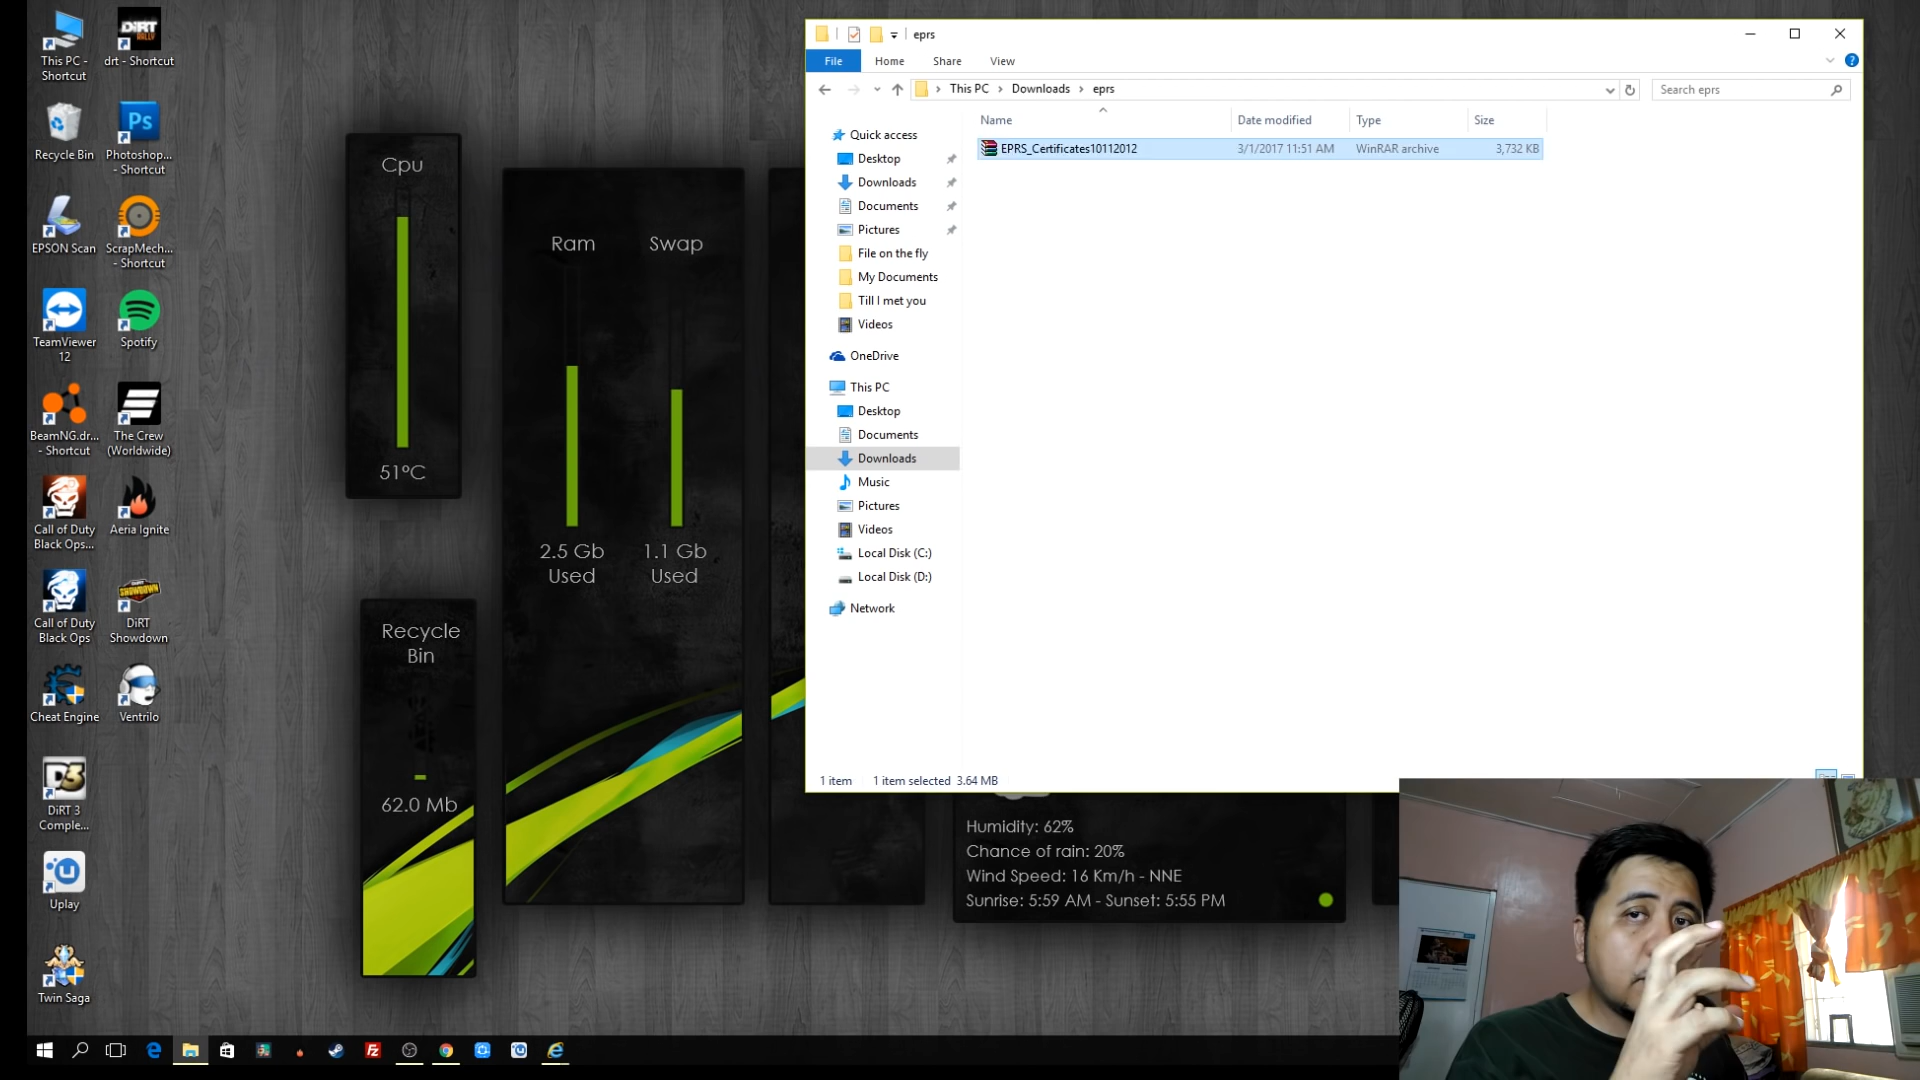 This PC -
Shortcut
DiRT
RALLY
drt - Shortcut
Recycle Bin
Ps
Photoshop...
- Shortcut
EPSON Scan
ScrapMech...
- Shortcut
TeamViewer
12
Spotify
BeamNG.dr...
- Shortcut
The Crew
(Worldwide)
Call of Duty
Black Ops...
Aeria Ignite
Call of Duty
Black Ops
SHOWDOWN
DiRT
Showdown
Cheat Engine
Ventrilo
D3
DiRT 3
Comple...
Uplay
Twin Saga
Cpu
51°C
Ram
Swap
2.5 Gb
Used
1.1 Gb
Used
Recycle
Bin
62.0 Mb
eprs
File
Home
Share
View
?
This PC
Downloads
eprs
Search eprs
Name
Date modified
Type
Size
EPRS_Certificates10112012
3/1/2017 11:51 AM
WinRAR archive
3,732 KB
Quick access
Desktop
Downloads
Documents
Pictures
File on the fly
My Documents
Till I met you
Videos
OneDrive
This PC
Desktop
Documents
Downloads
Music
Pictures
Videos
Local Disk (C:)
Local Disk (D:)
Network
1 item
1 item selected 3.64 MB
Humidity: 62%
Chance of rain: 20%
Wind Speed: 16 Km/h - NNE
Sunrise: 5:59 AM - Sunset: 5:55 PM